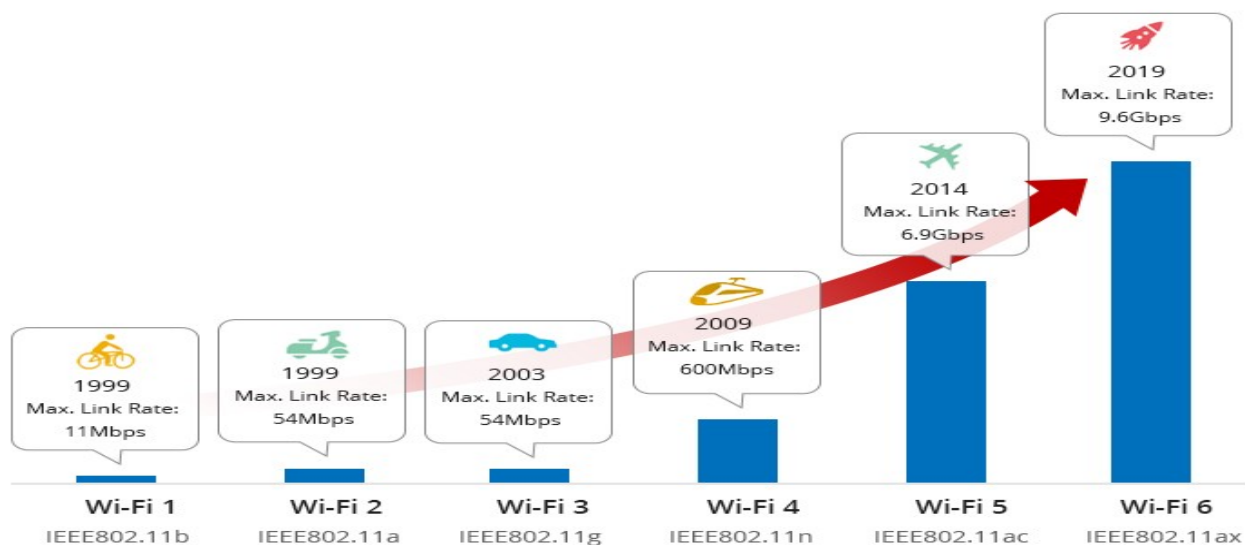 1999
Max. Link Rate:
11Mbps
1999
Max. Link Rate:
54Mbps
2003
Max. Link Rate:
54Mbps
2009
Max. Link Rate:
600Mbps
2014
Max. Link Rate:
6.9Gbps
2019
Max. Link Rate:
9.6Gbps
Wi-Fi 1
IEEE802.11b
Wi-Fi 2
IEEE802.11a
Wi-Fi 3
IEEE802.11g
Wi-Fi 4
IEEE802.11n
Wi-Fi 5
IEEE802.11ac
Wi-Fi 6
IEEE802.11ax